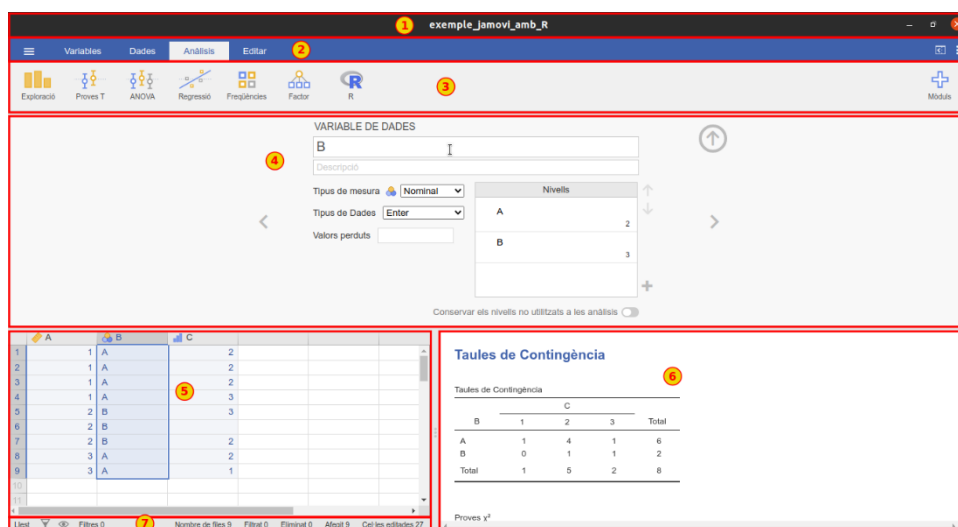 1 exemple_jamovi_amb_R
Variables Dades Anàlisis Editar 2
Exploració Proves T ANOVA Regressió Freqüències Factor R 3 Mòduls
VARIABLE DE DADES
B
4
Descripció
Tipus de mesura Nominal Nivells
Tipus de Dades Enter A
2
Valors perduts
B
3
Conservar els nivells no utilitzats a les anàlisis
A B C
1 1 A 2
2 1 A 2
3 1 A 2
4 1 A 3
5 2 B 3
6 2 B
7 2 B 2
8 3 A 2
9 3 A 1
10
11
5
Taules de Contingència
6
Taules de Contingència
C
B 1 2 3 Total
A 1 4 1 6
B 0 1 1 2
Total 1 5 2 8
Proves χ²
Llest Filtres 0 7 Nombre de files 9 Filtrat 0 Eliminat 0 Afegit 9 Cel·les editades 27